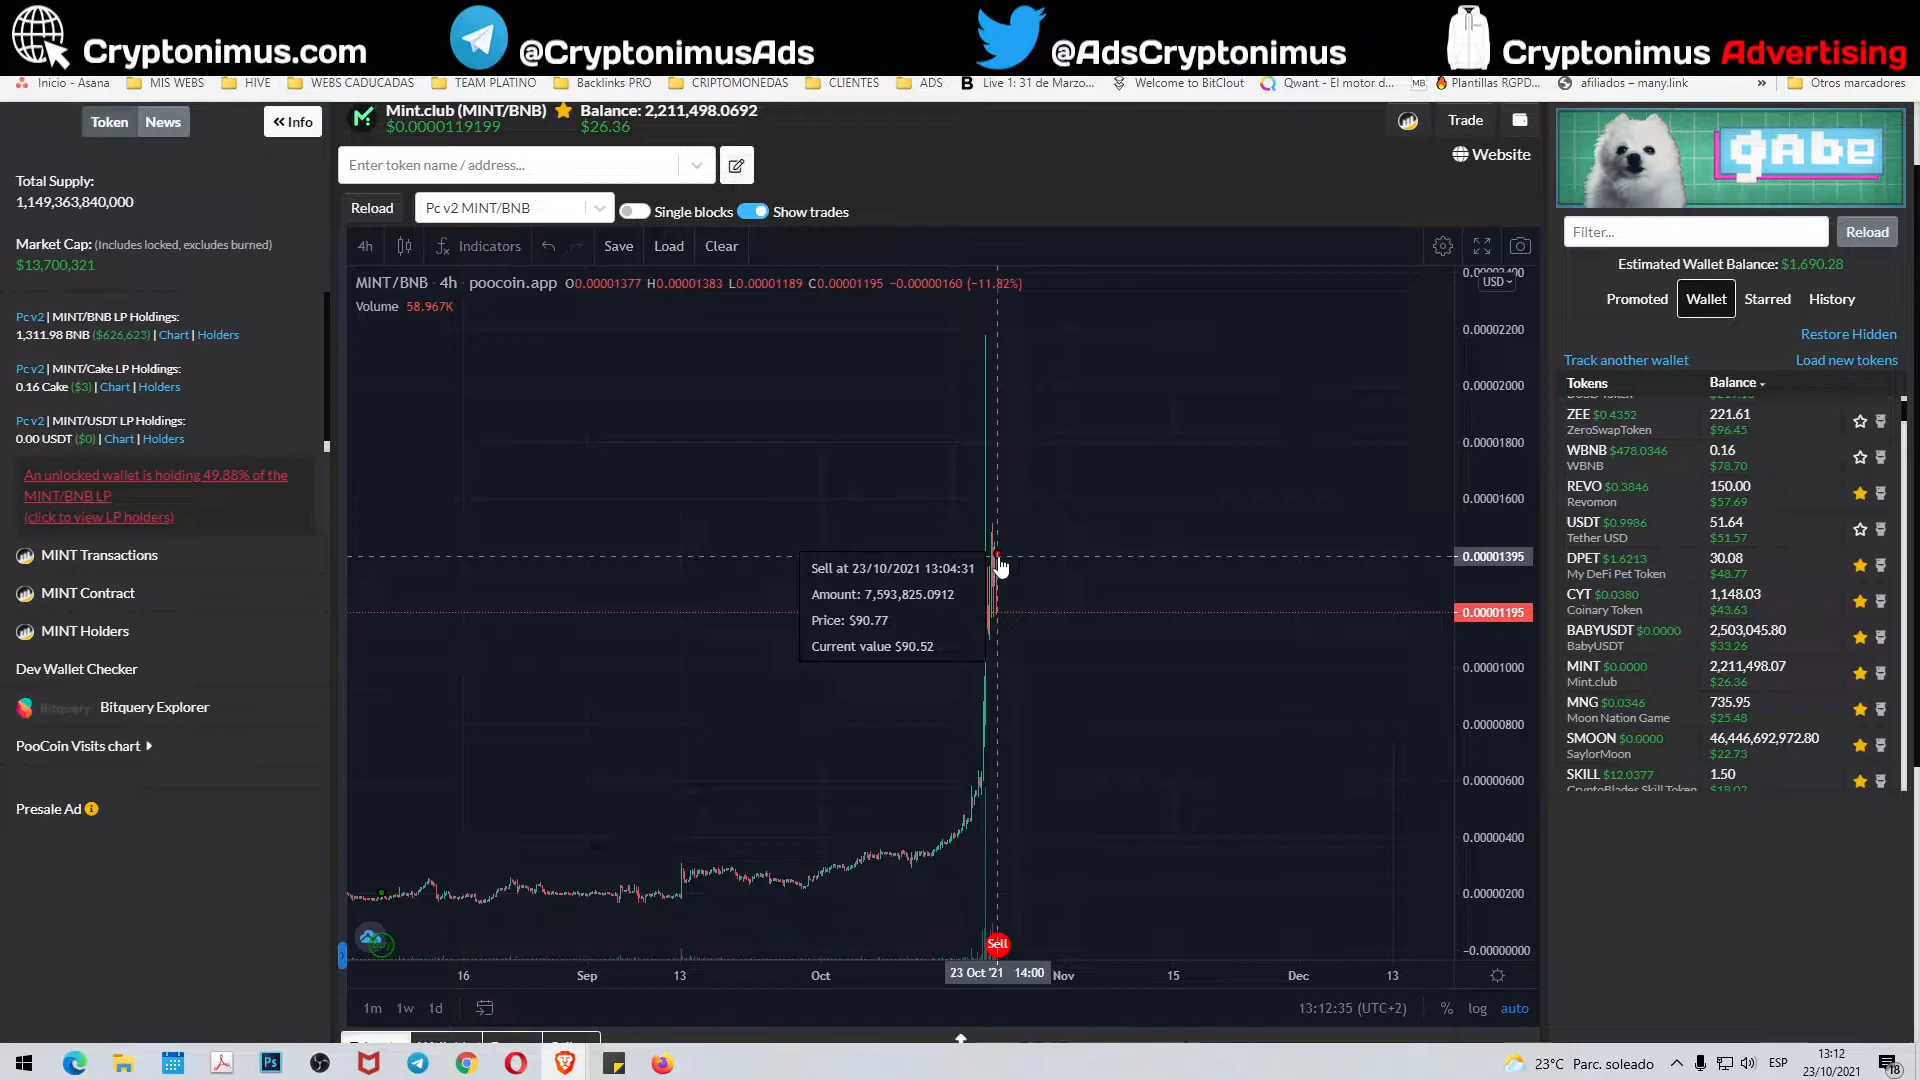 Cryptonimus.com
@CryptonimusAds
@AdsCryptonimus
Cryptonimus Advertising
Inicio - Asana
MIS WEBS
HIVE
WEBS CADUCADAS
TEAM PLATINO
Backlinks PRO
CRIPTOMONEDAS
CLIENTES
ADS
B
Live 1: 31 de Marzo...
Welcome to BitClout
Qwant - El motor d...
MB
Plantillas RGPD...
afiliados – many.link
»
Otros marcadores
Token
News
Info
Total Supply:
1,149,363,840,000
Market Cap: (Includes locked, excludes burned)
$13,700,321
Pc v2 | MINT/BNB LP Holdings:
1,311.98 BNB ($626,623) | Chart | Holders
Pc v2 | MINT/Cake LP Holdings:
0.16 Cake ($3) | Chart | Holders
Pc v2 | MINT/USDT LP Holdings:
0.00 USDT ($0) | Chart | Holders
An unlocked wallet is holding 49.88% of the
MINT/BNB LP
(click to view LP holders)
MINT Transactions
MINT Contract
MINT Holders
Dev Wallet Checker
Bitquery
Bitquery Explorer
PooCoin Visits chart
Presale Ad
Mint.club (MINT/BNB)
$0.0000119199
Balance: 2,211,498.0692
$26.36
Trade
Enter token name / address...
Website
Reload
Pc v2 MINT/BNB
Single blocks
Show trades
4h
Indicators
Save
Load
Clear
MINT/BNB · 4h · poocoin.app O0.00001377 H0.00001383 L0.00001189 C0.00001195 −0.00000160 (−11.82%)
Volume 58.967K
USD
0.00002200
0.00002000
0.00001800
0.00001600
0.00001395
0.00001195
0.00001000
0.00000800
0.00000600
0.00000400
0.00000200
-0.00000000
Sell at 23/10/2021 13:04:31
Amount: 7,593,825.0912
Price: $90.77
Current value $90.52
Buy
Sell
16
Sep
13
Oct
23 Oct '21 14:00
Nov
15
Dec
13
1m
1w
1d
13:12:35 (UTC+2)
%
log
auto
gabe
Filter...
Reload
Estimated Wallet Balance: $1,690.28
Promoted
Wallet
Starred
History
Restore Hidden
Track another wallet
Load new tokens
Tokens
Balance
ZEE $0.4352
221.61
ZeroSwapToken
$96.45
WBNB $478.0346
0.16
WBNB
$78.70
REVO $0.3846
150.00
Revomon
$57.69
USDT $0.9986
51.64
Tether USD
$51.57
DPET $1.6213
30.08
My DeFi Pet Token
$48.77
CYT $0.0380
1,148.03
Coinary Token
$43.63
BABYUSDT $0.0000
2,503,045.80
BabyUSDT
$33.26
MINT $0.0000
2,211,498.07
Mint.club
$26.36
MNG $0.0346
735.95
Moon Nation Game
$25.48
SMOON $0.0000
46,446,692,972.80
SaylorMoon
$22.73
SKILL $12.0377
1.50
CryptoBlades Skill Token
$18.02
23°C Parc. soleado
ESP
13:12
23/10/2021
18